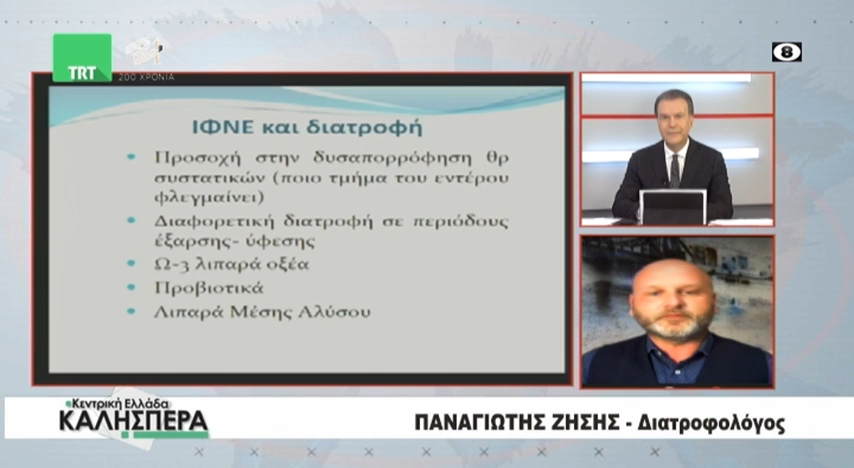 TRT
200 ΧΡΟΝΙΑ
8
ΙΦΝΕ και διατροφή
• Προσοχή στην δυσαπορρόφηση θρ
συστατικών (ποιο τμήμα του εντέρου
φλεγμαίνει)
• Διαφορετική διατροφή σε περιόδους
έξαρσης- ύφεσης
• Ω-3 λιπαρά οξέα
• Προβιοτικά
• Λιπαρά Μέσης Αλύσου
Κεντρική Ελλάδα
ΚΑΛΗΣΠΕΡΑ
ΠΑΝΑΓΙΩΤΗΣ ΖΗΣΗΣ - Διατροφολόγος